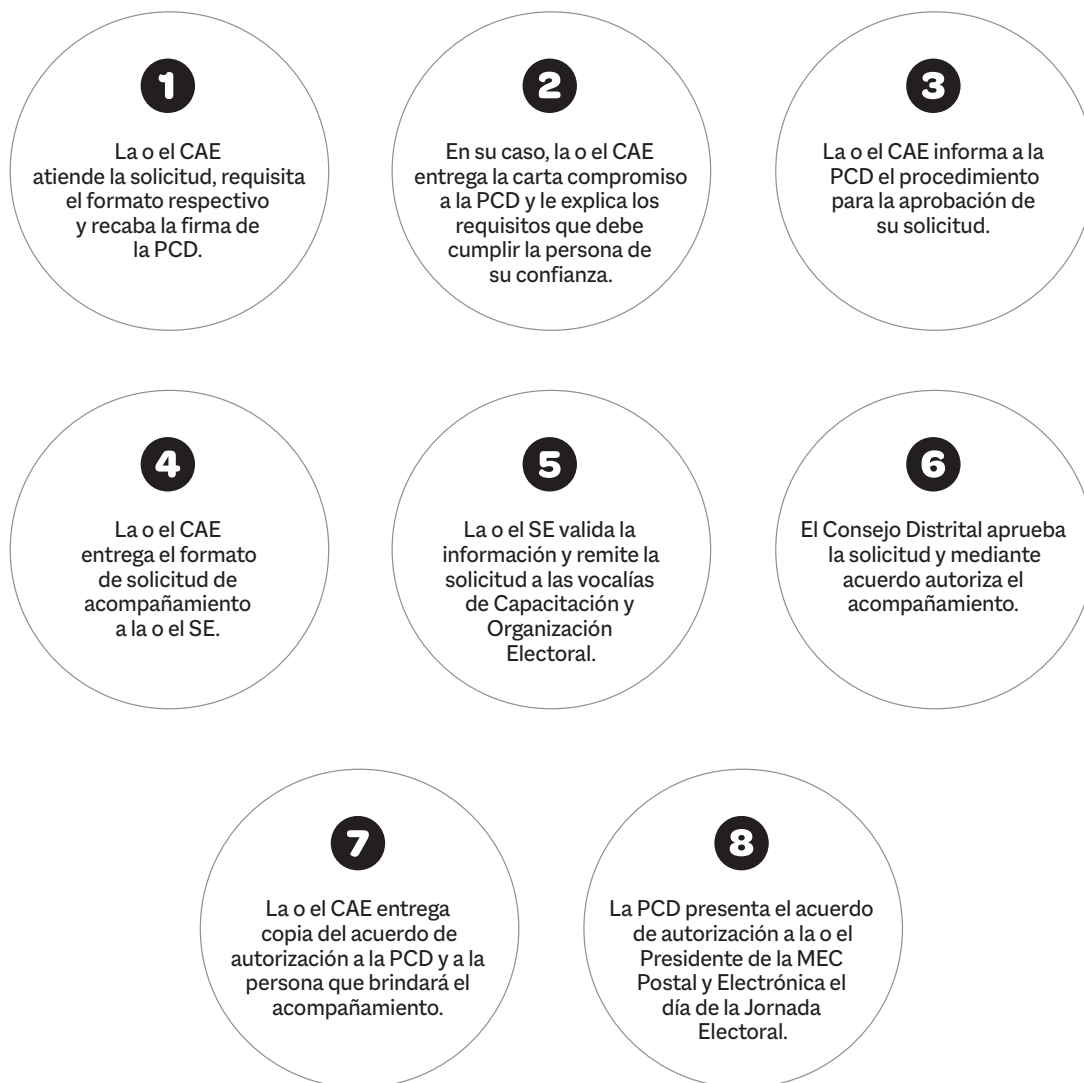 1
La o el CAE
atiende la solicitud, requisita
el formato respectivo
y recaba la firma de
la PCD.
2
En su caso, la o el CAE
entrega la carta compromiso
a la PCD y le explica los
requisitos que debe
cumplir la persona de
su confianza.
3
La o el CAE informa a la
PCD el procedimiento
para la aprobación de
su solicitud.
4
La o el CAE
entrega el formato
de solicitud de
acompañamiento
a la o el SE.
5
La o el SE valida la
información y remite la
solicitud a las vocalías
de Capacitación y
Organización
Electoral.
6
El Consejo Distrital aprueba
la solicitud y mediante
acuerdo autoriza el
acompañamiento.
7
La o el CAE entrega
copia del acuerdo de
autorización a la PCD y a la
persona que brindará el
acompañamiento.
8
La PCD presenta el acuerdo
de autorización a la o el
Presidente de la MEC
Postal y Electrónica el
día de la Jornada
Electoral.